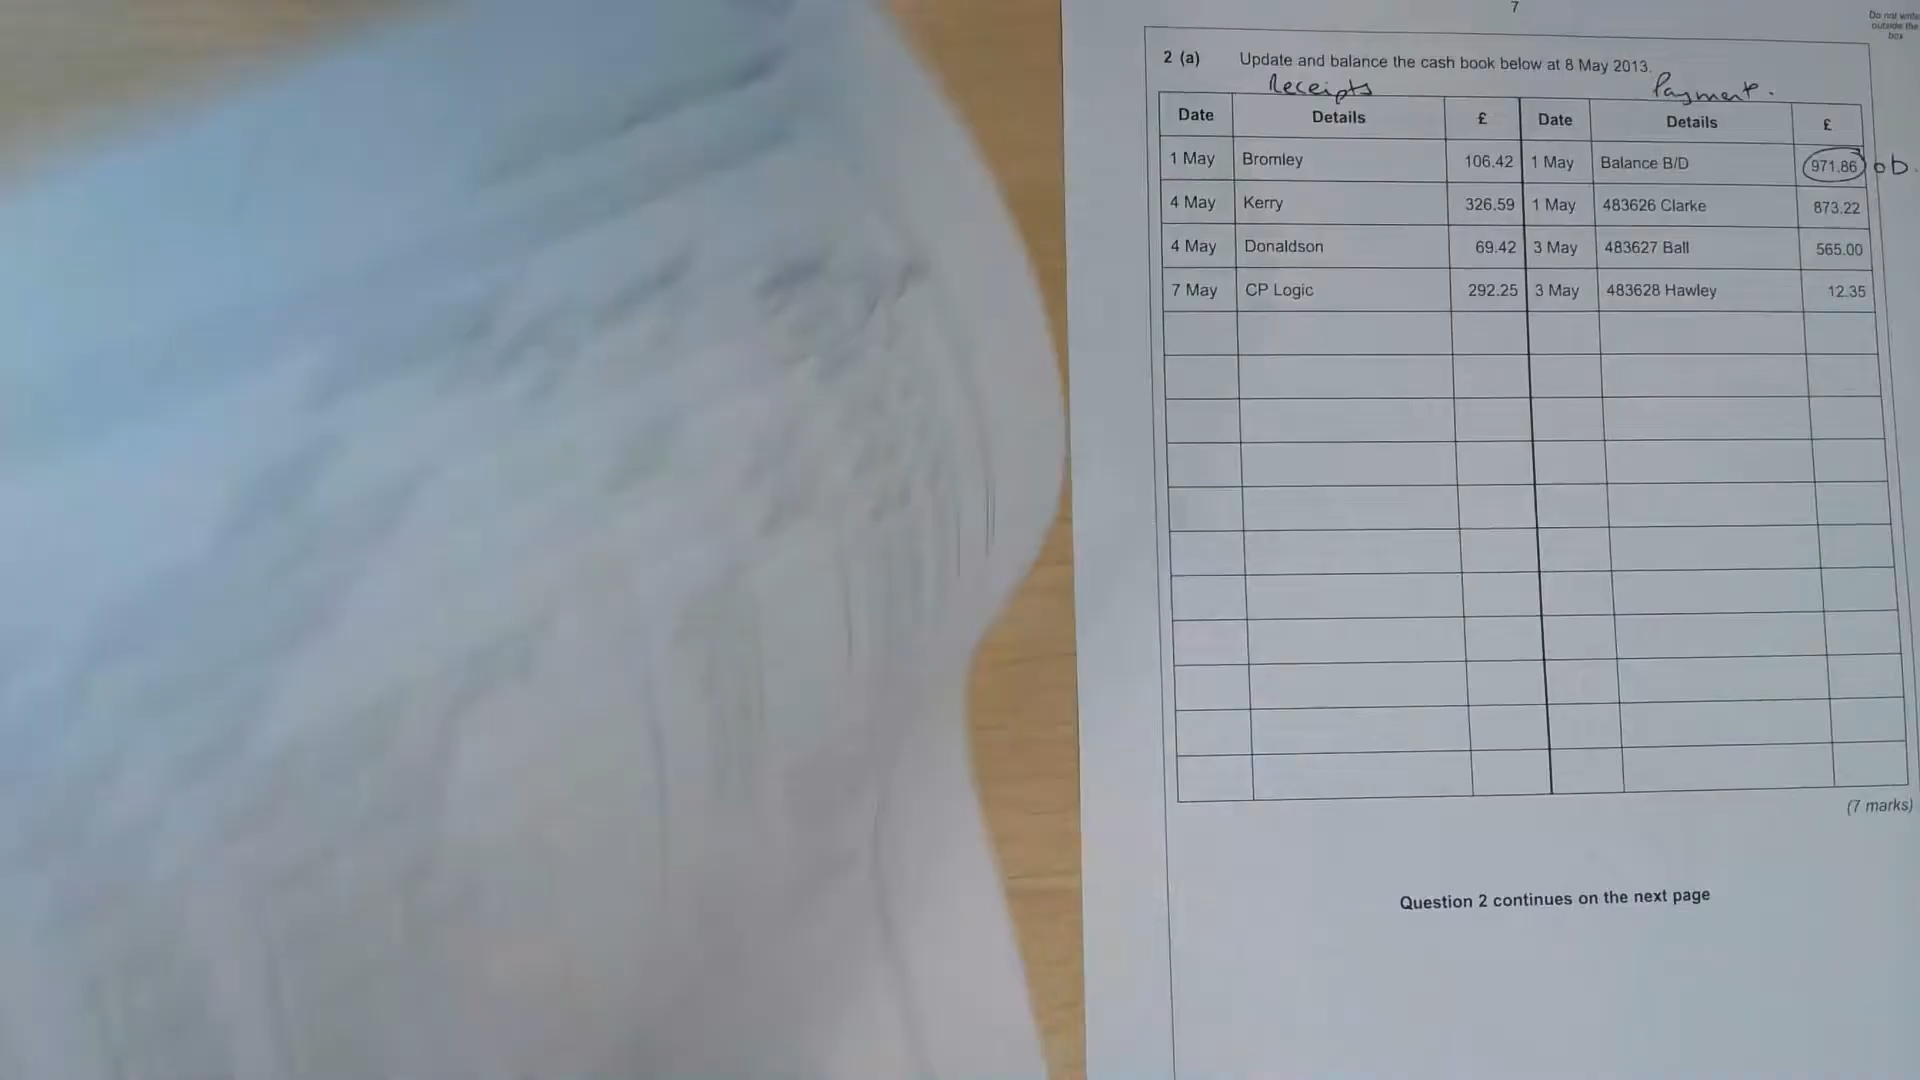 7
Do not write
outside the
box
2 (a) Update and balance the cash book below at 8 May 2013.
Receipts Payment.
Date Details £ Date Details £
1 May Bromley 106.42 1 May Balance B/D 971.86 ob.
4 May Kerry 326.59 1 May 483626 Clarke 873.22
4 May Donaldson 69.42 3 May 483627 Ball 565.00
7 May CP Logic 292.25 3 May 483628 Hawley 12.35
(7 marks)
Question 2 continues on the next page